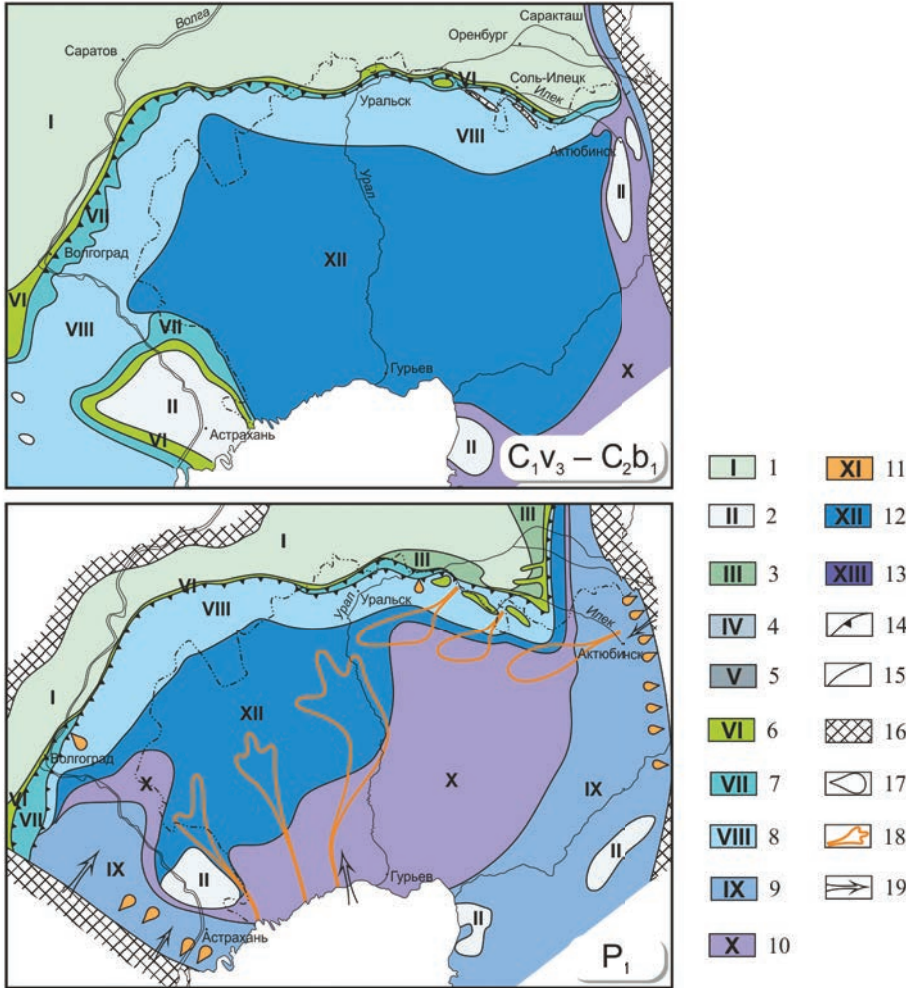 Саракташ
Волга
Оренбург
Саратов
VI
Соль-Илецк
Илек
Уральск
I
VIII
Актюбинск
VII
II
Урал
Волгоград
XII
VI
VIII
VII
Гурьев
X
II
Астрахань
VI
II
C₁v₃ – C₂b₁
I 1
XI 11
II 2
XII 12
III 3
XIII 13
IV 4
14
V 5
15
VI 6
16
VII 7
17
VIII 8
18
IX 9
19
X 10
III
I
III
VI
Урал
Уральск
VIII
Илек
Актюбинск
I
XII
Волгоград
X
X
IX
VI
VII
IX
II
II
Гурьев
II
Астрахань
P₁